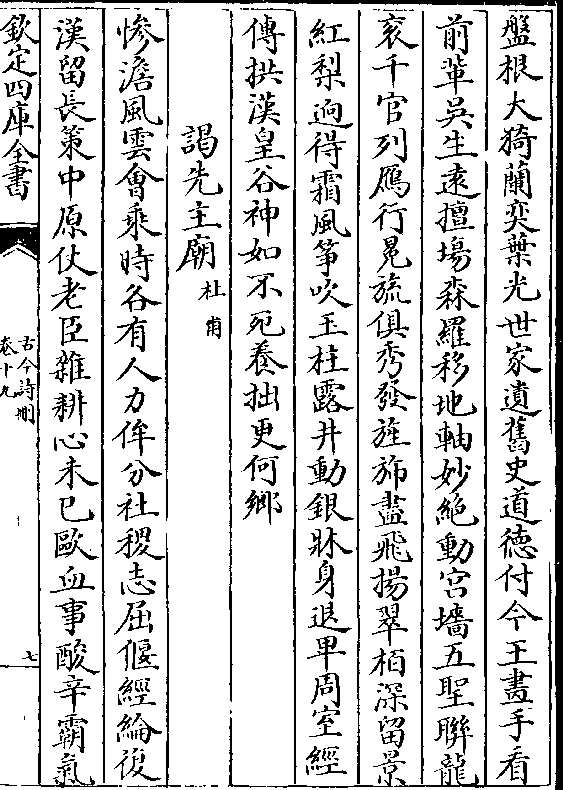 盤根大猗蘭奕葉光世家遺舊史道德付今王畫手看
前輩吳生遠擅場森羅移地軸妙絶動宫墻五聖聨龍
衮千官列鴈行冕旒俱秀發旌斾盡飛揚翠柏深留景
紅梨逈得霜風筝吹玉柱露井動銀牀身退卑周室經
傳拱漢皇谷神如不死養拙更何鄉
謁先主廟 杜甫
惨澹風雲會乘時各有人力侔分社稷志屈偃經綸復
漢留長策中原仗老臣雜耕心未已歐血事酸辛霸氣
欽定四庫全書
古今詩刪
卷十九
七